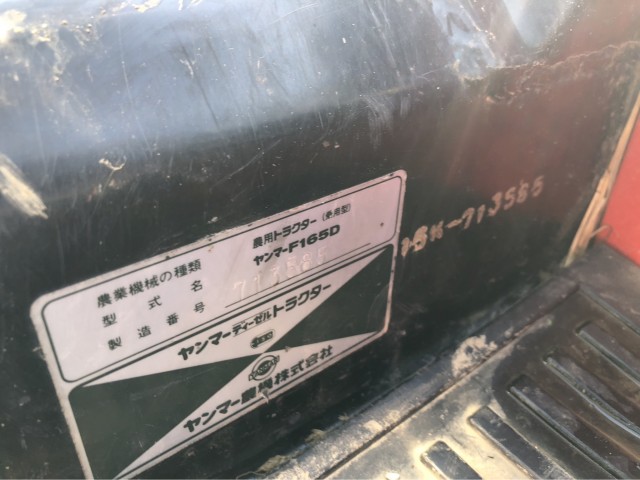 農業機械の種類 農用トラクター（乗用型）
型式名 ヤンマーF165D
製造番号
ヤンマーディーゼルトラクター
ヤンマー農機株式会社
713585